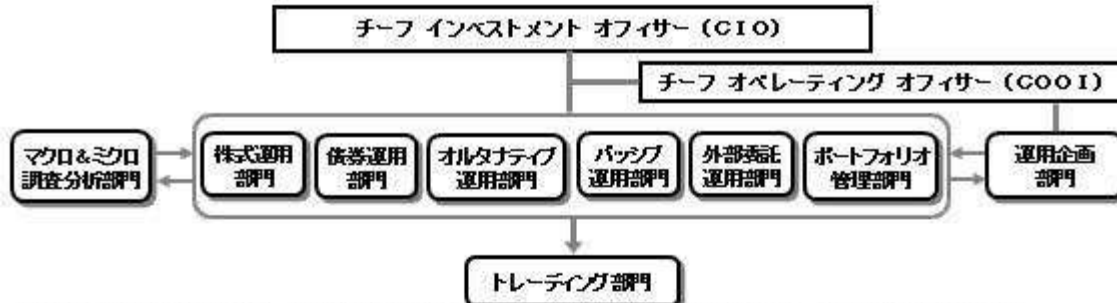 チーフ インベストメント オフィサー (CIO)
チーフ オペレーティング オフィサー (COOI)
マクロ&ミクロ
調査分析部門
株式運用
部門
債券運用
部門
オルタナティブ
運用部門
パッシブ
運用部門
外部委託
運用部門
ポートフォリオ
管理部門
運用企画
部門
トレーディング部門